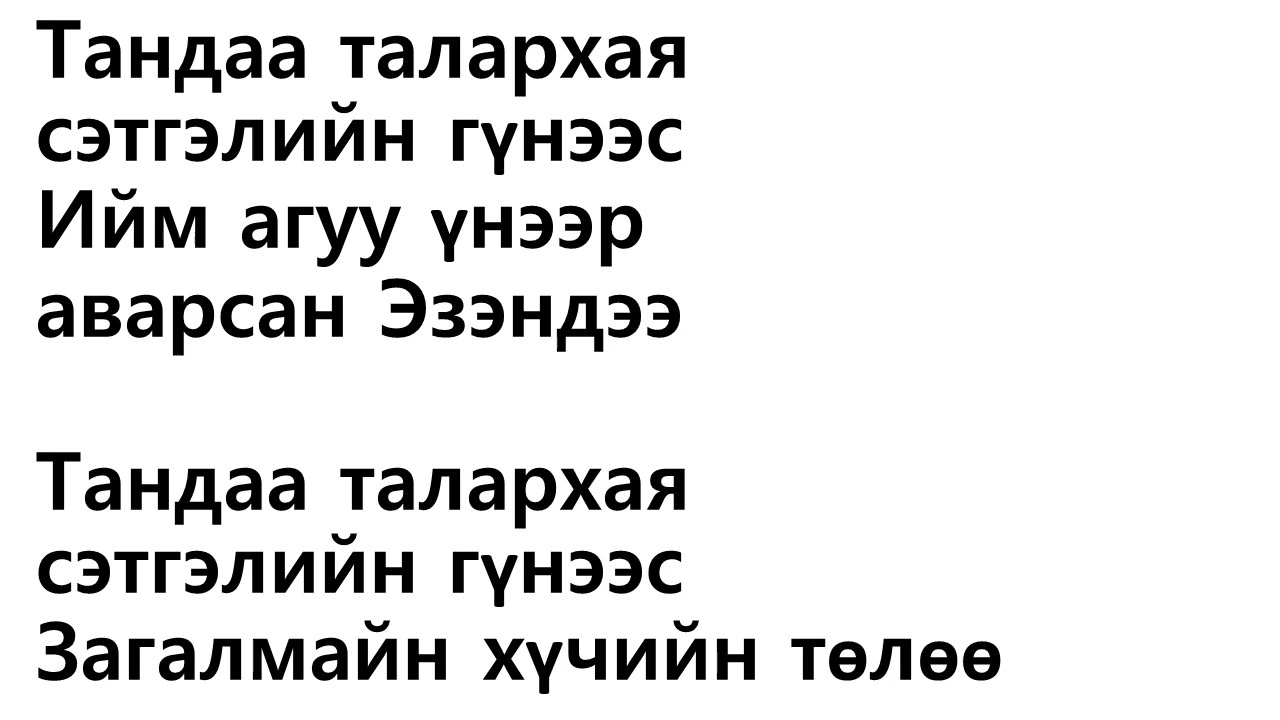 Тандаа талархая
сэтгэлийн гүнээс
Ийм агуу үнээр
аварсан Эзэндээ
Тандаа талархая
сэтгэлийн гүнээс
Загалмайн хүчийн төлөө